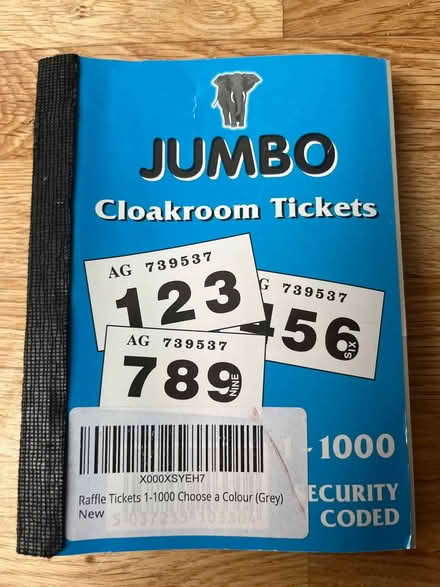 JUMBO
Cloakroom Tickets
AG 739537
123
G 739537
456
SIX
AG 739537
789
NINE
1-1000
ECURITY
CODED
X000XSYEH7
Raffle Tickets 1-1000 Choose a Colour (Grey)
New